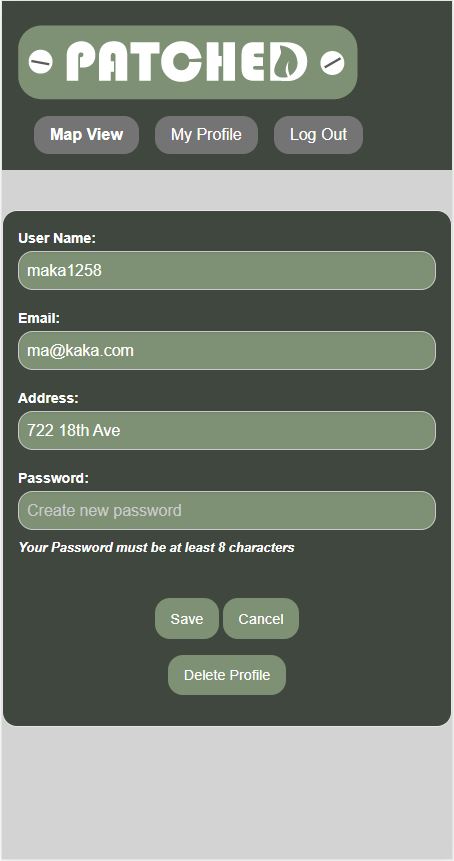 PATCHED
Map View My Profile Log Out
User Name:
maka1258
Email:
ma@kaka.com
Address:
722 18th Ave
Password:
Create new password
Your Password must be at least 8 characters
Save Cancel
Delete Profile